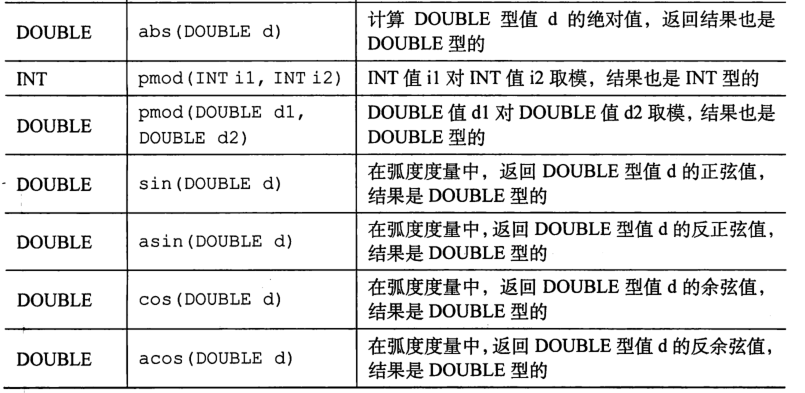 DOUBLE abs(DOUBLE d) 计算 DOUBLE 型值 d 的绝对值，返回结果也是
DOUBLE 型的
INT pmod(INT i1, INT i2) INT 值 i1 对 INT 值 i2 取模，结果也是 INT 型的
DOUBLE pmod(DOUBLE d1, DOUBLE 值 d1 对 DOUBLE 值 d2 取模，结果也是
DOUBLE d2) DOUBLE 型的
DOUBLE sin(DOUBLE d) 在弧度度量中，返回 DOUBLE 型值 d 的正弦值，
结果是 DOUBLE 型的
DOUBLE asin(DOUBLE d) 在弧度度量中，返回 DOUBLE 型值 d 的反正弦值，
结果是 DOUBLE 型的
DOUBLE cos(DOUBLE d) 在弧度度量中，返回 DOUBLE 型值 d 的余弦值，
结果是 DOUBLE 型的
DOUBLE acos(DOUBLE d) 在弧度度量中，返回 DOUBLE 型值 d 的反余弦值，
结果是 DOUBLE 型的